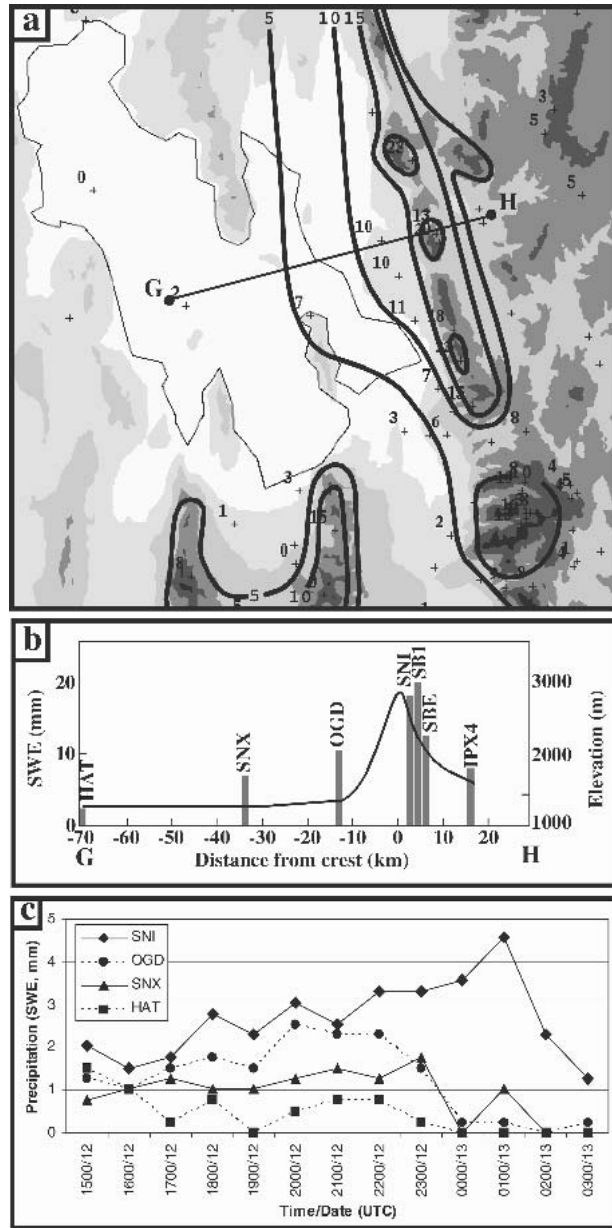 a
5 10 15
3
5
0
5
22
13
H
10
10
G 2
7
11
18
7
15
3
6
8
3
1
15
2
0
8
5
10
b
SWE (mm)
20
10
0
HAT
SNX
OGD
SNI
SB1
SBE
IPX4
3000
2000
1000
Elevation (m)
-70 -60 -50 -40 -30 -20 -10 0 10 20
G Distance from crest (km) H
c
Precipitation (SWE, mm)
5
4
3
2
1
0
SNI
OGD
SNX
HAT
1500/12 1600/12 1700/12 1800/12 1900/12 2000/12 2100/12 2200/12 2300/12 0000/13 0100/13 0200/13 0300/13
Time/Date (UTC)